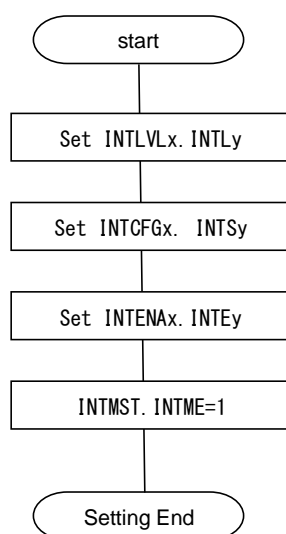 start
Set INTLVLx.INTLy
Set INTCFGx. INTSy
Set INTENAx.INTEy
INTMST.INTME=1
Setting End